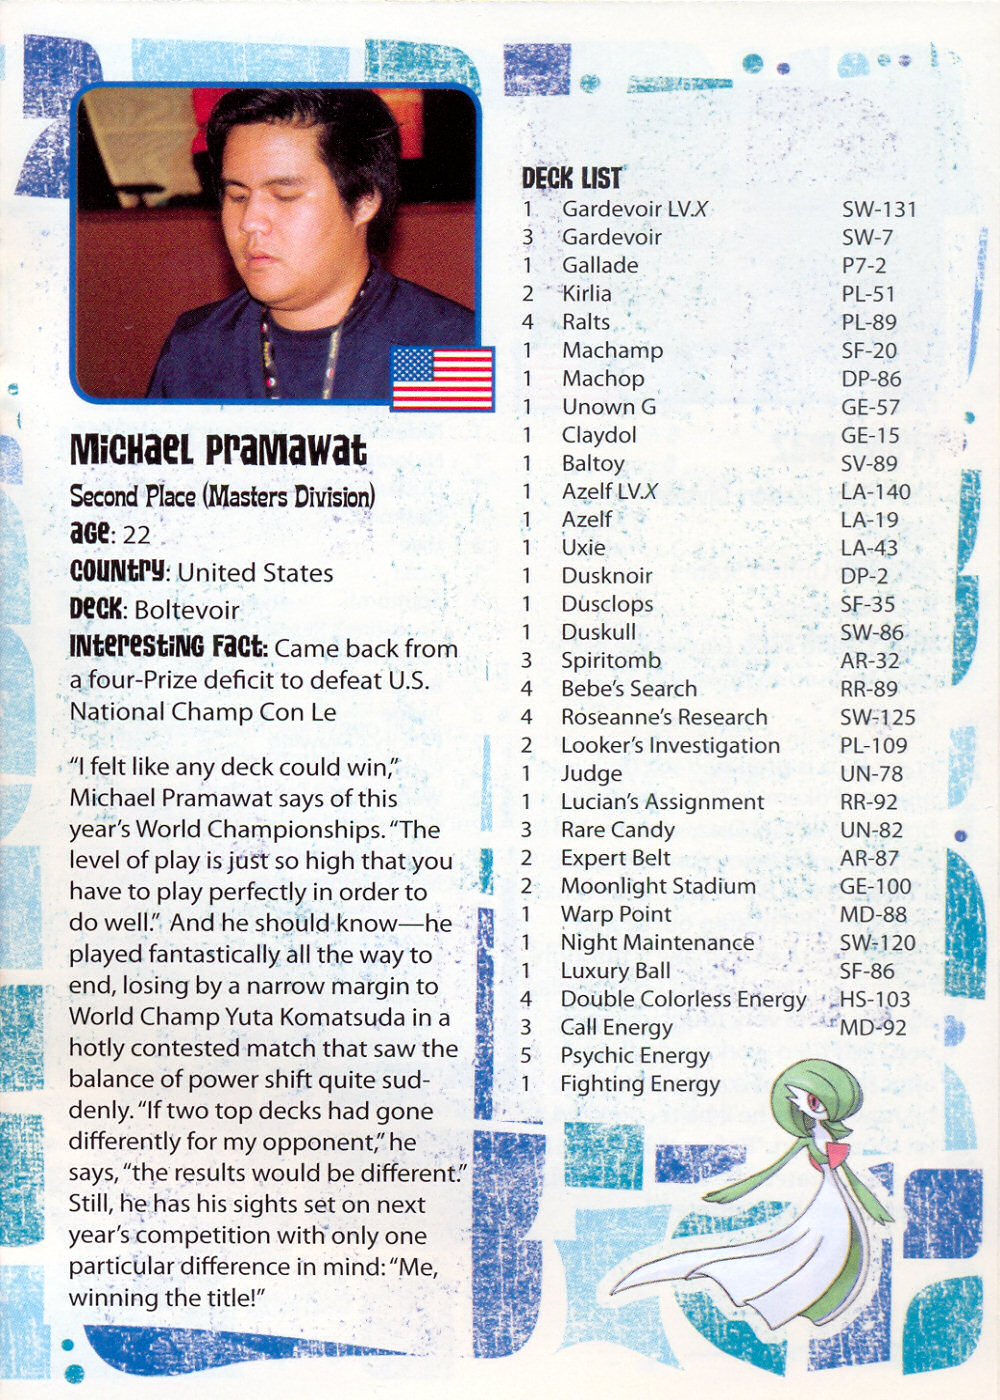 Michael Pramawat
Second Place (Masters Division)
Age: 22
Country: United States
Deck: Boltevoir
Interesting Fact: Came back from
a four-Prize deficit to defeat U.S.
National Champ Con Le
“I felt like any deck could win,”
Michael Pramawat says of this
year’s World Championships. “The
level of play is just so high that you
have to play perfectly in order to
do well.” And he should know—he
played fantastically all the way to
end, losing by a narrow margin to
World Champ Yuta Komatsuda in a
hotly contested match that saw the
balance of power shift quite sud-
denly. “If two top decks had gone
differently for my opponent,” he
says, “the results would be different.”
Still, he has his sights set on next
year’s competition with only one
particular difference in mind: “Me,
winning the title!”
DECK LIST
1 Gardevoir LV.X SW-131
3 Gardevoir SW-7
1 Gallade P7-2
2 Kirlia PL-51
4 Ralts PL-89
1 Machamp SF-20
1 Machop DP-86
1 Unown G GE-57
1 Claydol GE-15
1 Baltoy SV-89
1 Azelf LV.X LA-140
1 Azelf LA-19
1 Uxie LA-43
1 Dusknoir DP-2
1 Dusclops SF-35
1 Duskull SW-86
3 Spiritomb AR-32
4 Bebe’s Search RR-89
4 Roseanne’s Research SW-125
2 Looker’s Investigation PL-109
1 Judge UN-78
1 Lucian’s Assignment RR-92
3 Rare Candy UN-82
2 Expert Belt AR-87
2 Moonlight Stadium GE-100
1 Warp Point MD-88
1 Night Maintenance SW-120
1 Luxury Ball SF-86
4 Double Colorless Energy HS-103
3 Call Energy MD-92
5 Psychic Energy
1 Fighting Energy